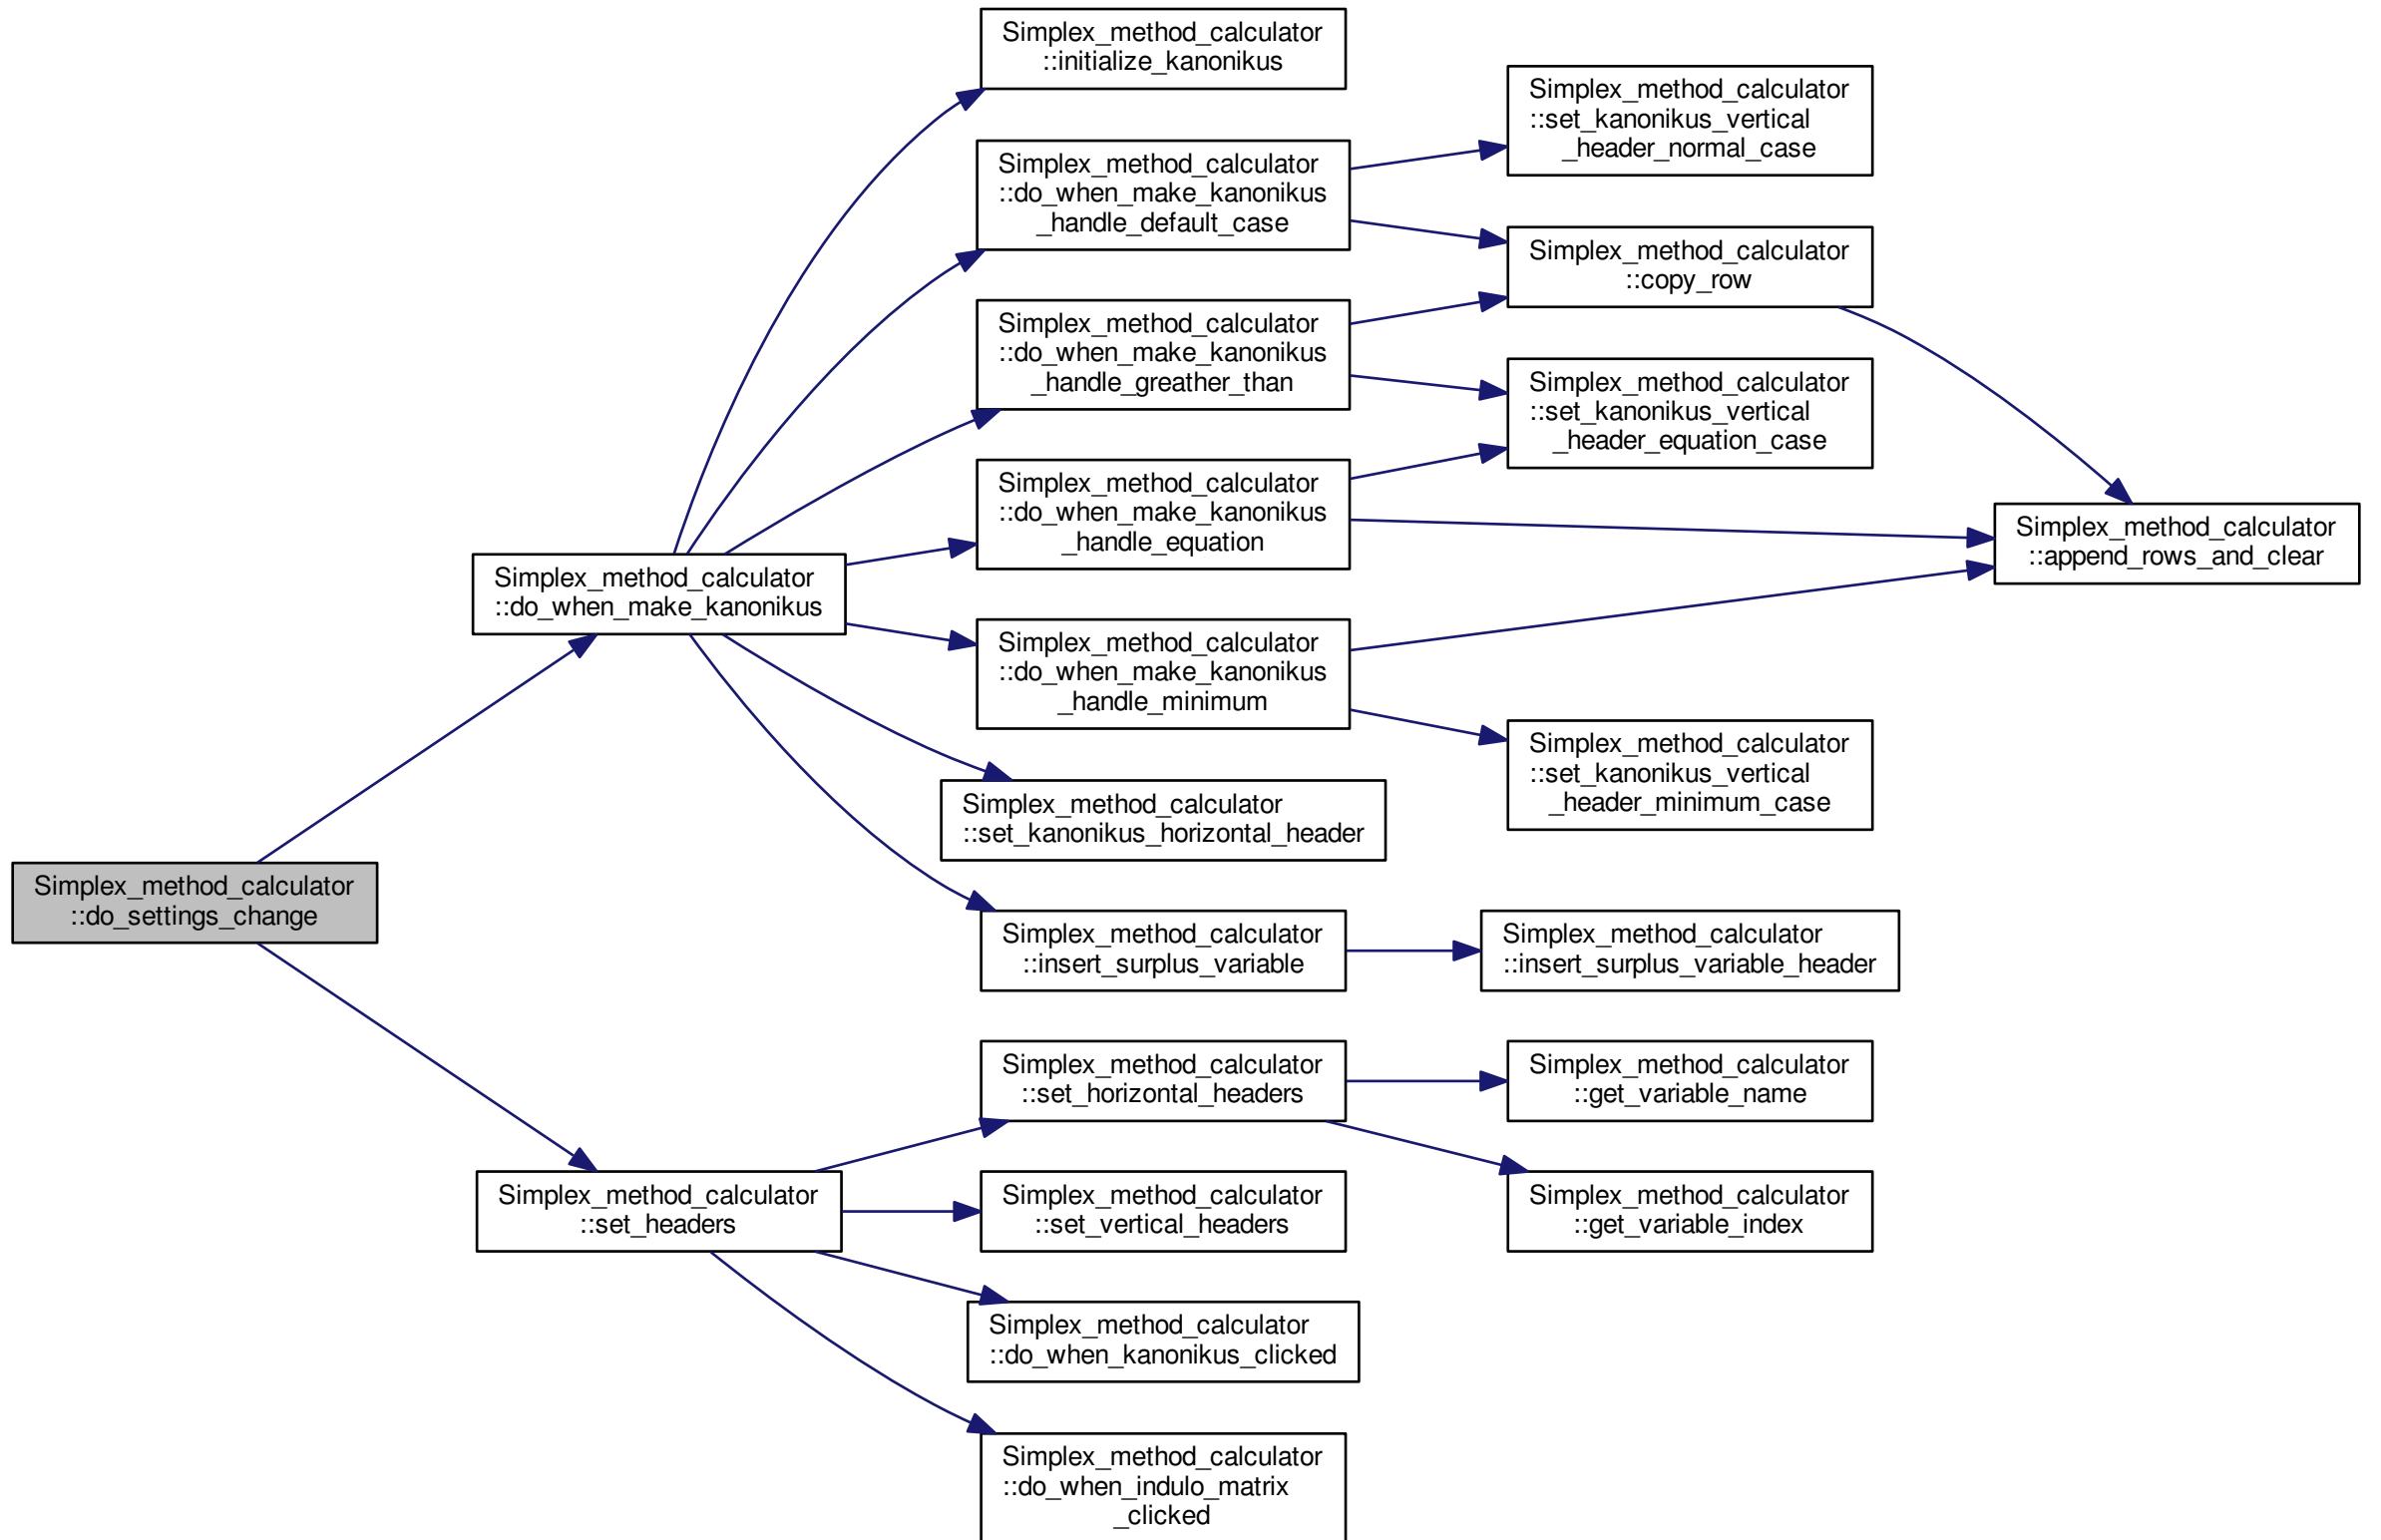 Simplex_method_calculator
::initialize_kanonikus
Simplex_method_calculator
::set_kanonikus_vertical
_header_normal_case
Simplex_method_calculator
::do_when_make_kanonikus
_handle_default_case
Simplex_method_calculator
::copy_row
Simplex_method_calculator
::do_when_make_kanonikus
_handle_greather_than
Simplex_method_calculator
::set_kanonikus_vertical
_header_equation_case
Simplex_method_calculator
::do_when_make_kanonikus
_handle_equation
Simplex_method_calculator
::append_rows_and_clear
Simplex_method_calculator
::do_when_make_kanonikus
Simplex_method_calculator
::do_when_make_kanonikus
_handle_minimum
Simplex_method_calculator
::set_kanonikus_vertical
_header_minimum_case
Simplex_method_calculator
::set_kanonikus_horizontal_header
Simplex_method_calculator
::do_settings_change
Simplex_method_calculator
::insert_surplus_variable
Simplex_method_calculator
::insert_surplus_variable_header
Simplex_method_calculator
::set_horizontal_headers
Simplex_method_calculator
::get_variable_name
Simplex_method_calculator
::set_headers
Simplex_method_calculator
::set_vertical_headers
Simplex_method_calculator
::get_variable_index
Simplex_method_calculator
::do_when_kanonikus_clicked
Simplex_method_calculator
::do_when_indulo_matrix
_clicked